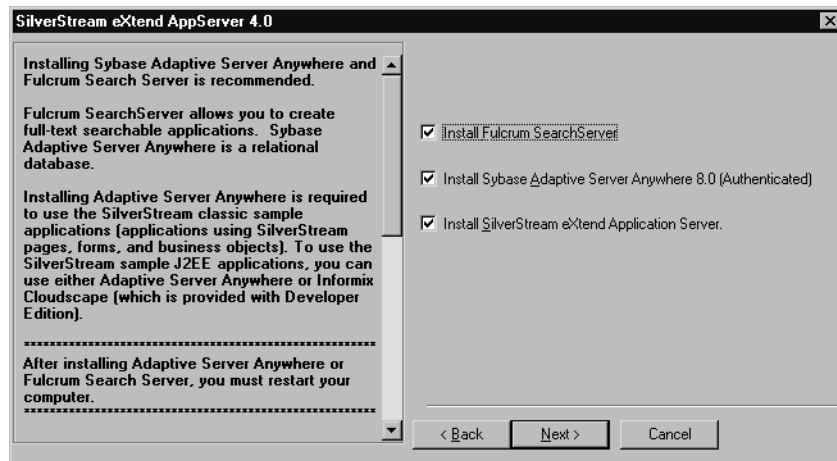 SilverStream eXtend AppServer 4.0
Installing Sybase Adaptive Server Anywhere and
Fulcrum Search Server is recommended.
Fulcrum SearchServer allows you to create
full-text searchable applications.  Sybase
Adaptive Server Anywhere is a relational
database.
Installing Adaptive Server Anywhere is required
to use the SilverStream classic sample
applications (applications using SilverStream
pages, forms, and business objects). To use the
SilverStream sample J2EE applications, you can
use either Adaptive Server Anywhere or Informix
Cloudscape (which is provided with Developer
Edition).
**********************************************************
After installing Adaptive Server Anywhere or
Fulcrum Search Server, you must restart your
computer.
**********************************************************
Install Fulcrum SearchServer
Install Sybase Adaptive Server Anywhere 8.0 (Authenticated)
Install SilverStream eXtend Application Server.
< Back
Next >
Cancel